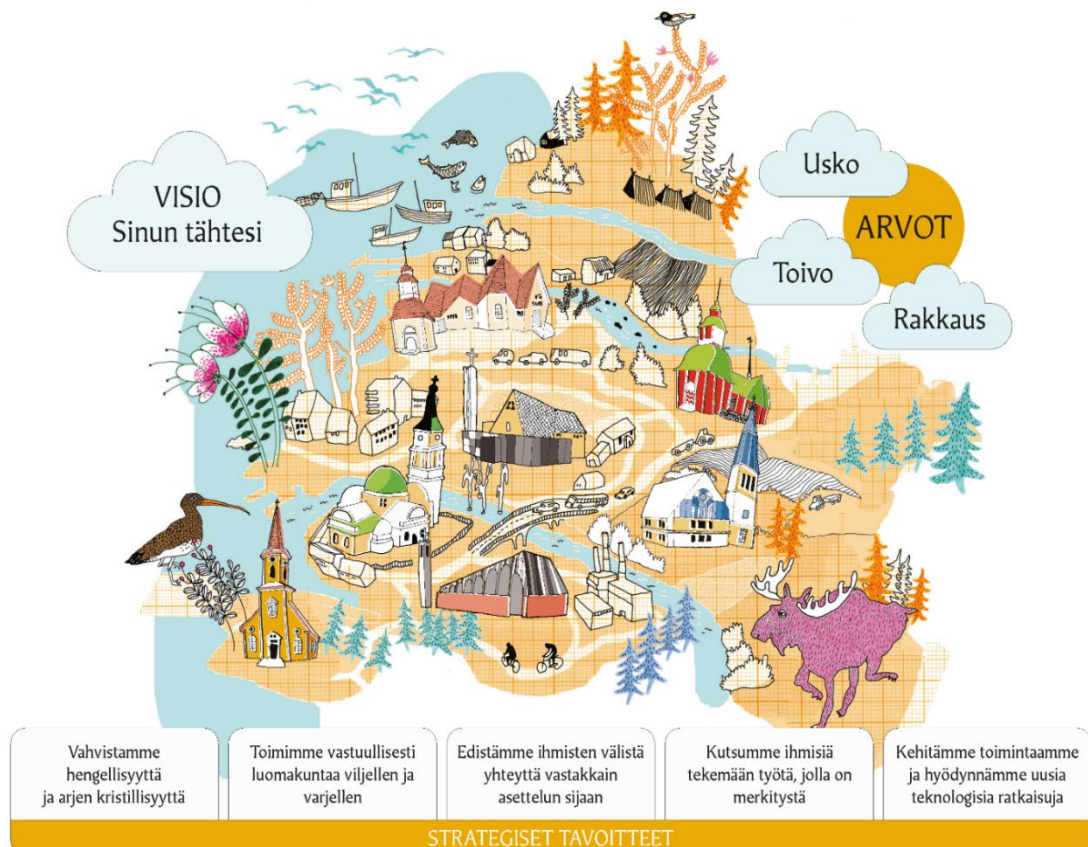 VISIO
Sinun tähtesi
Usko
ARVOT
Toivo
Rakkaus
Vahvistamme
hengellisyyttä
ja arjen kristillisyyttä
Toimimme vastuullisesti
luomakuntaa viljellen ja
varjellen
Edistämme ihmisten välistä
yhteyttä vastakkain
asettelun sijaan
Kutsumme ihmisiä
tekemään työtä, jolla on
merkitystä
Kehitämme toimintaamme
ja hyödynnämme uusia
teknologisia ratkaisuja
STRATEGISET TAVOITTEET